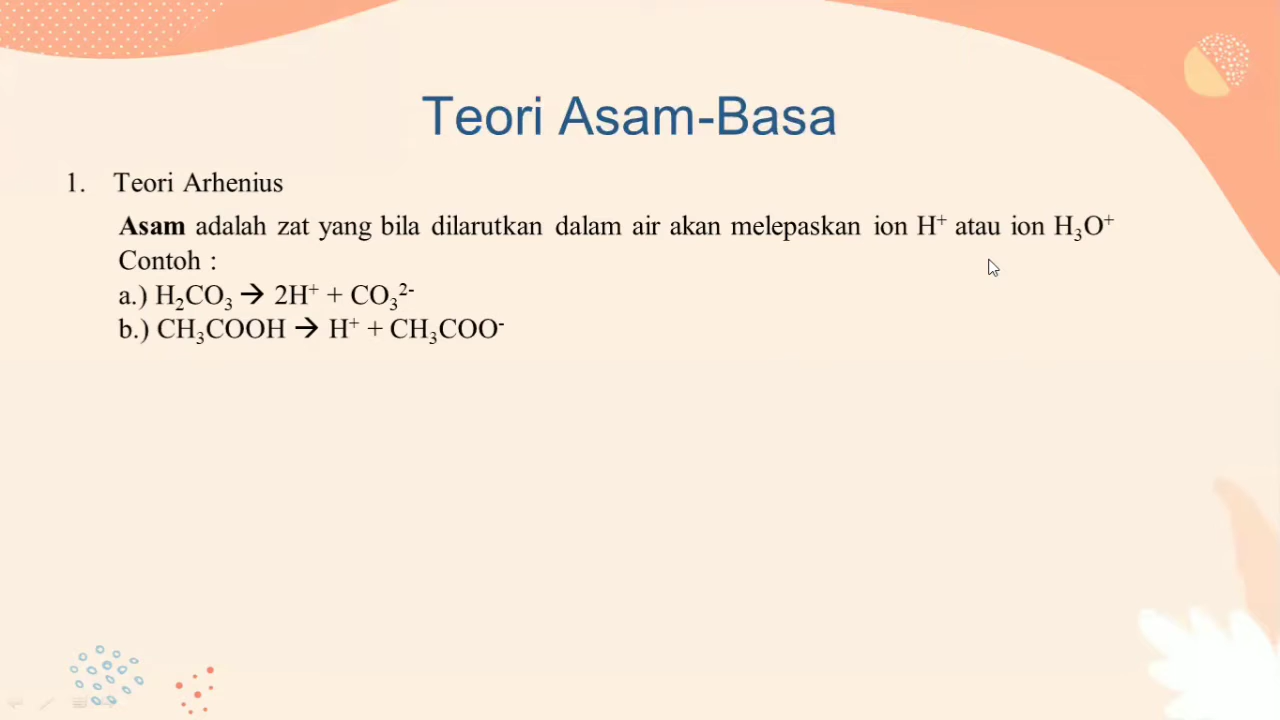 Teori Asam-Basa
1. Teori Arhenius
Asam adalah zat yang bila dilarutkan dalam air akan melepaskan ion H⁺ atau ion H₃O⁺
Contoh :
a.) H₂CO₃ → 2H⁺ + CO₃²⁻
b.) CH₃COOH → H⁺ + CH₃COO⁻